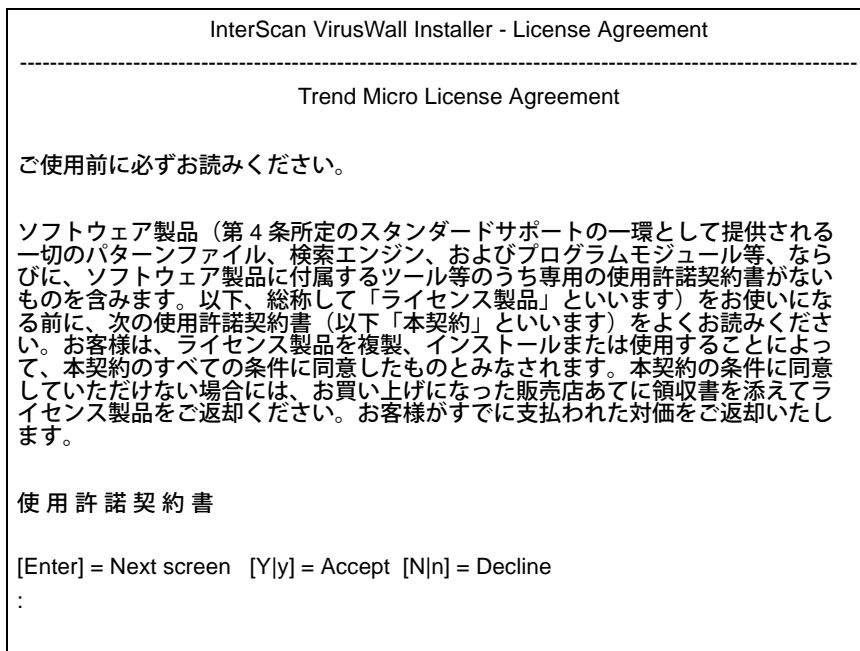 InterScan VirusWall Installer - License Agreement
----------------------------------------------------------------------------------------------------------------
Trend Micro License Agreement
ご使用前に必ずお読みください。
ソフトウェア製品（第 4 条所定のスタンダードサポートの一環として提供される
一切のパターンファイル、検索エンジン、およびプログラムモジュール等、なら
びに、ソフトウェア製品に付属するツール等のうち専用の使用許諾契約書がない
ものを含みます。以下、総称して「ライセンス製品」といいます）をお使いにな
る前に、次の使用許諾契約書（以下「本契約」といいます）をよくお読みくださ
い。お客様は、ライセンス製品を複製、インストールまたは使用することによっ
て、本契約のすべての条件に同意したものとみなされます。本契約の条件に同意
していただけない場合には、お買い上げになった販売店あてに領収書を添えてラ
イセンス製品をご返却ください。お客様がすでに支払われた対価をご返却いたし
ます。
使 用 許 諾 契 約 書
[Enter] = Next screen [Y|y] = Accept [N|n] = Decline
: